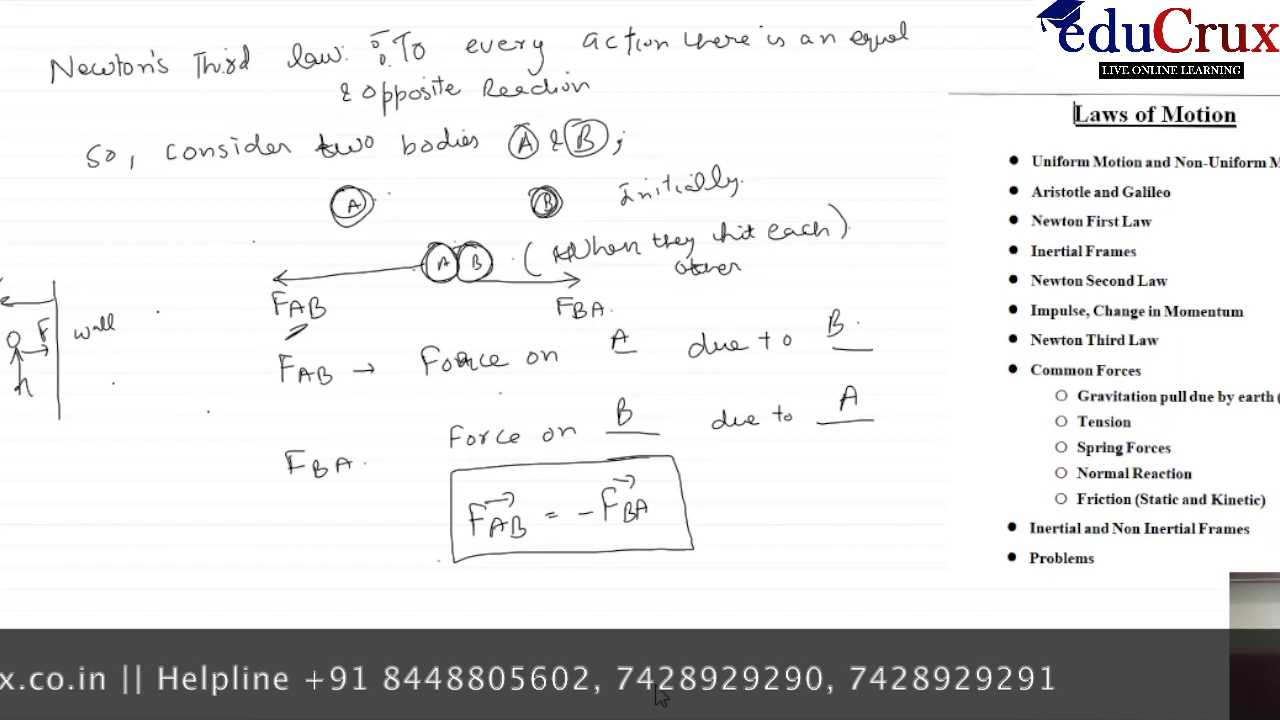 Newton's Third law: To every action there is an equal
& opposite Reaction
So, consider two bodies A & B;
A B Initially.
A B (When they hit each other)
FAB FBA.
F wall
FAB → Force on A due to B.
FBA. Force on B due to A
FAB = - FBA
eduCrux
LIVE ONLINE LEARNING
Laws of Motion
Uniform Motion and Non-Uniform M
Aristotle and Galileo
Newton First Law
Inertial Frames
Newton Second Law
Impulse, Change in Momentum
Newton Third Law
Common Forces
Gravitation pull due by earth (
Tension
Spring Forces
Normal Reaction
Friction (Static and Kinetic)
Inertial and Non Inertial Frames
Problems
x.co.in || Helpline +91 8448805602, 7428929290, 7428929291